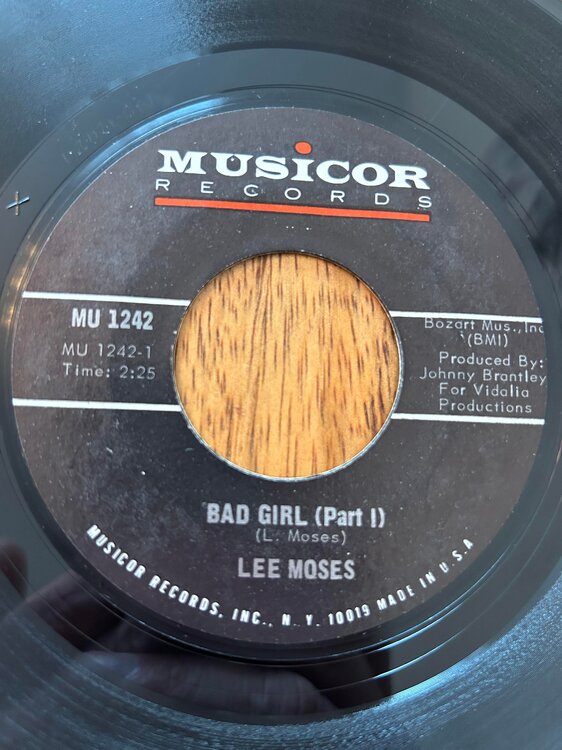 MUSICOR
RECORDS
MU 1242
MU 1242-1
Time: 2:25
Bozart Mus., Inc
(BMI)
Produced By:
Johnny Brantley
For Vidalia
Productions
BAD GIRL (Part I)
(L. Moses)
LEE MOSES
MUSICOR RECORDS, INC., N. Y. 10019 MADE IN U.S.A